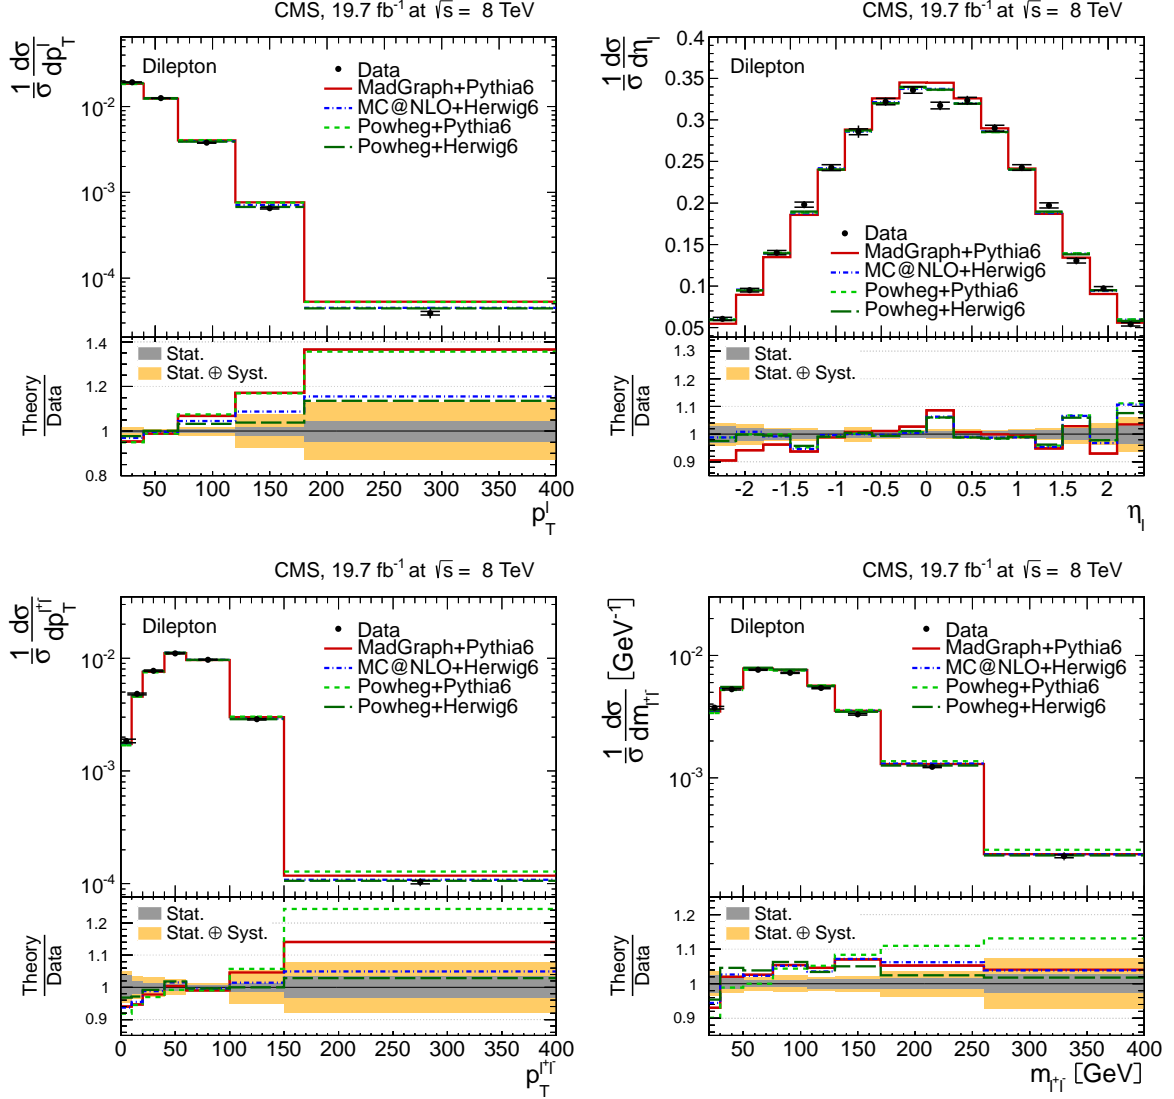 CMS, 19.7 fb⁻¹ at √s = 8 TeV
1/σ dσ/dp_T^l
Dilepton
Data
MadGraph+Pythia6
MC@NLO+Herwig6
Powheg+Pythia6
Powheg+Herwig6
10⁻²
10⁻³
10⁻⁴
Theory/Data
Stat.
Stat. ⊕ Syst.
1.4
1.2
1
0.8
50 100 150 200 250 300 350 400
p_T^l
CMS, 19.7 fb⁻¹ at √s = 8 TeV
1/σ dσ/dη_l
Dilepton
0.4
0.35
0.3
0.25
0.2
0.15
0.1
0.05
Data
MadGraph+Pythia6
MC@NLO+Herwig6
Powheg+Pythia6
Powheg+Herwig6
Theory/Data
Stat.
Stat. ⊕ Syst.
1.3
1.2
1.1
1
0.9
-2 -1.5 -1 -0.5 0 0.5 1 1.5 2
η_l
CMS, 19.7 fb⁻¹ at √s = 8 TeV
1/σ dσ/dp_T^l⁺l⁻
Dilepton
Data
MadGraph+Pythia6
MC@NLO+Herwig6
Powheg+Pythia6
Powheg+Herwig6
10⁻²
10⁻³
10⁻⁴
Theory/Data
Stat.
Stat. ⊕ Syst.
1.2
1.1
1
0.9
0 50 100 150 200 250 300 350 400
p_T^l⁺l⁻
CMS, 19.7 fb⁻¹ at √s = 8 TeV
1/σ dσ/dm_l⁺l⁻ [GeV⁻¹]
Dilepton
Data
MadGraph+Pythia6
MC@NLO+Herwig6
Powheg+Pythia6
Powheg+Herwig6
10⁻²
10⁻³
Theory/Data
Stat.
Stat. ⊕ Syst.
1.2
1.1
1
0.9
50 100 150 200 250 300 350 400
m_l⁺l⁻ [GeV]